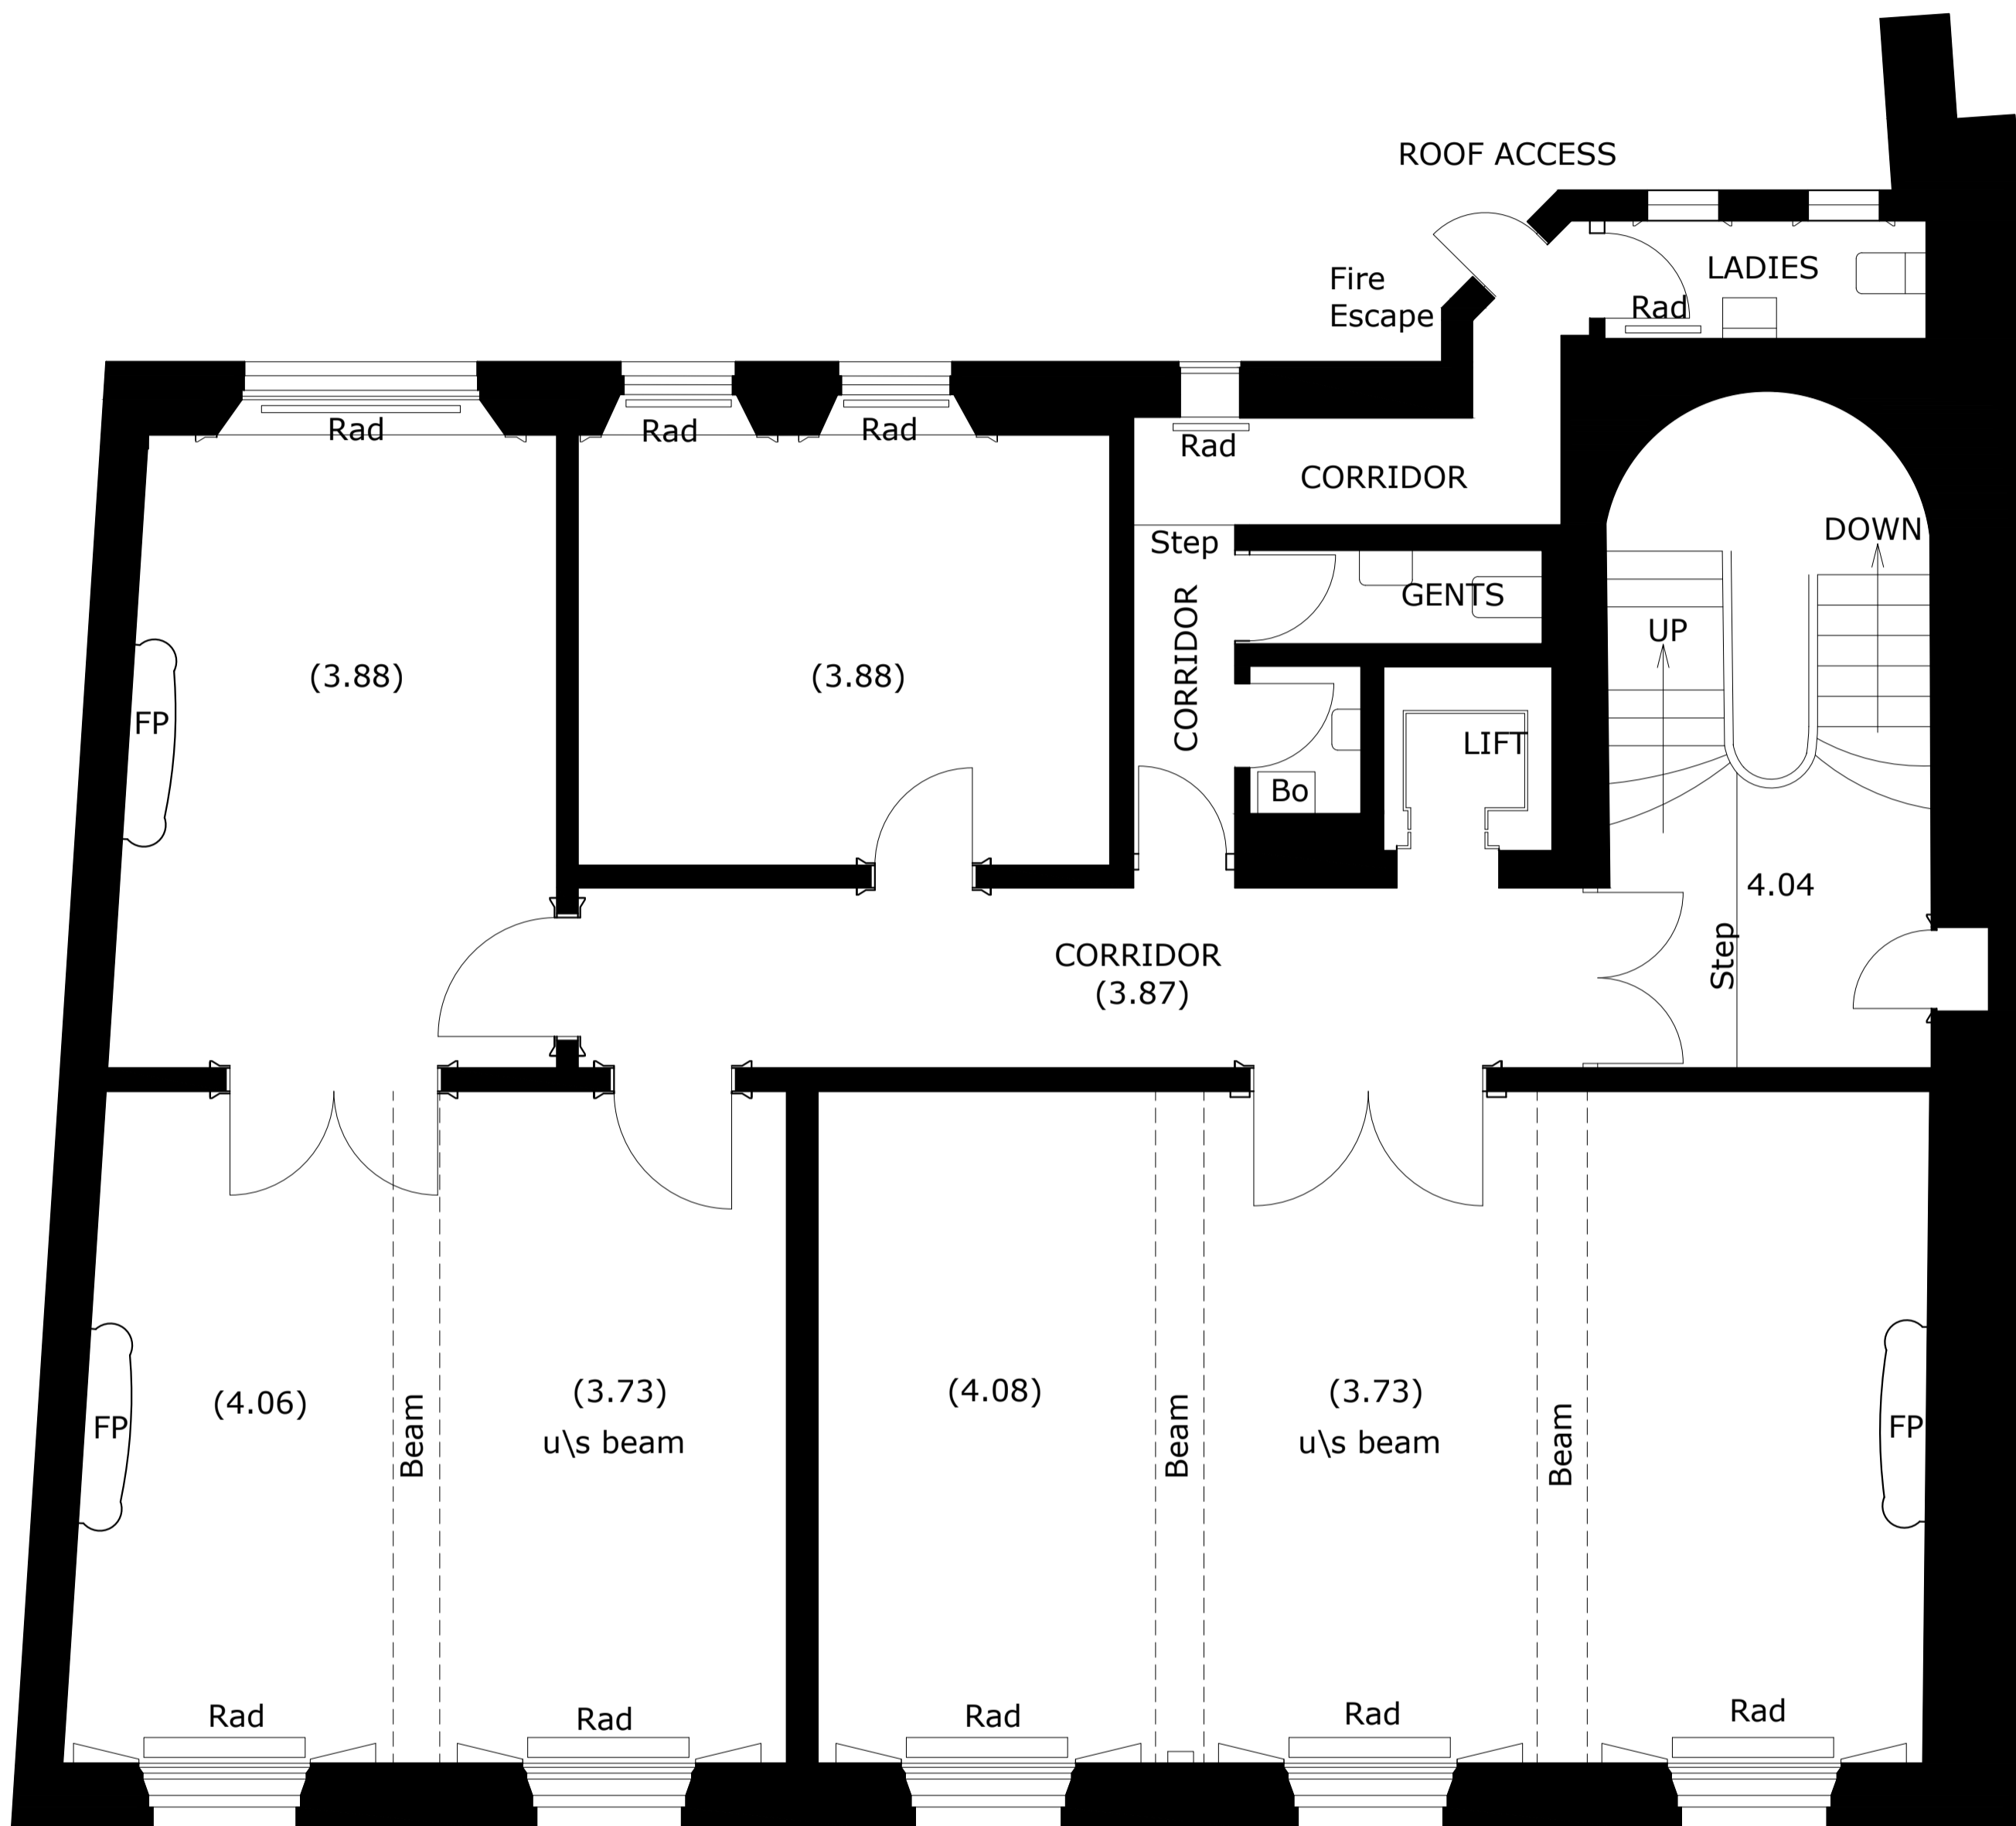 ROOF ACCESS
LADIES
Fire
Escape
Rad
Rad
Rad
Rad
Rad
CORRIDOR
DOWN
Step
GENTS
UP
CORRIDOR
(3.88)
(3.88)
FP
LIFT
Bo
4.04
Step
CORRIDOR
(3.87)
(4.06)
(3.73)
u\s beam
(4.08)
(3.73)
u\s beam
FP
FP
Beam
Beam
Beam
Rad
Rad
Rad
Rad
Rad